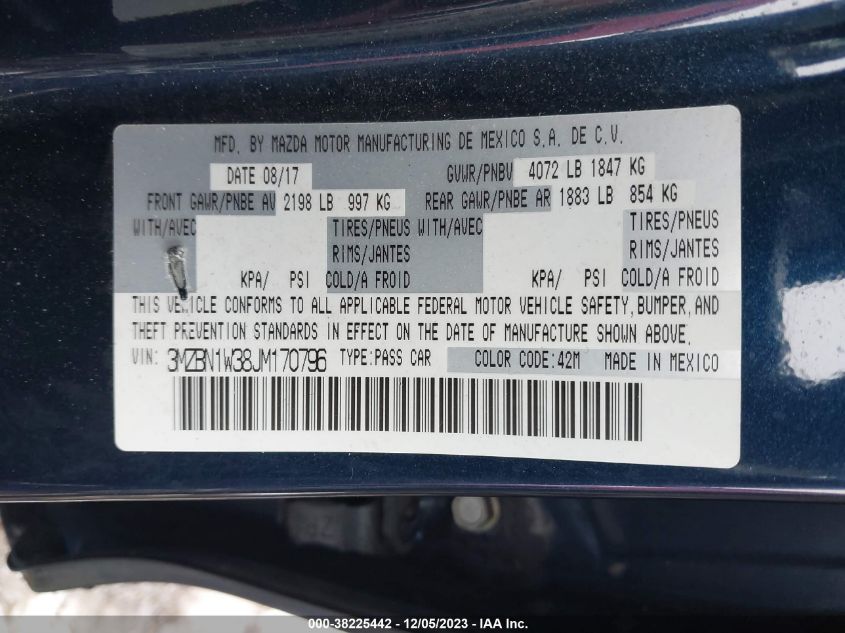 MFD. BY MAZDA MOTOR MANUFACTURING DE MEXICO S.A. DE C.V.
DATE 08/17 GVWR/PNBV 4072 LB 1847 KG
FRONT GAWR/PNBE AV 2198 LB 997 KG REAR GAWR/PNBE AR 1883 LB 854 KG
WITH/AVEC TIRES/PNEUS WITH/AVEC TIRES/PNEUS
RIMS/JANTES RIMS/JANTES
KPA/ PSI COLD/A FROID KPA/ PSI COLD/A FROID
THIS VEHICLE CONFORMS TO ALL APPLICABLE FEDERAL MOTOR VEHICLE SAFETY, BUMPER, AND
THEFT PREVENTION STANDARDS IN EFFECT ON THE DATE OF MANUFACTURE SHOWN ABOVE.
VIN: 3MZBN1W38JM170796 TYPE:PASS CAR COLOR CODE:42M MADE IN MEXICO
000-38225442 - 12/05/2023 - IAA Inc.